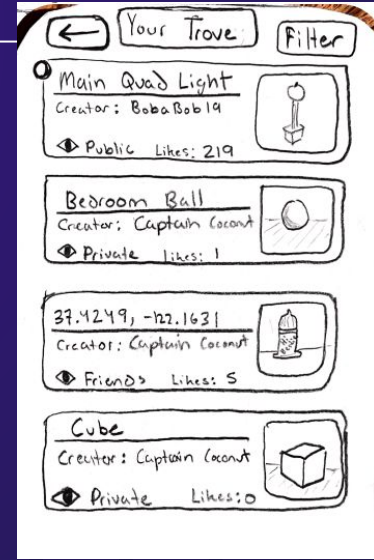 Your Trove
Filter
Main Quad Light
Creator: BobaBob19
Public Likes: 219
Bedroom Ball
Creator: Captain Coconut
Private Likes: 1
37.4249, -122.1631
Creator: Captain Coconut
Friends Likes: 5
Cube
Creator: Captain Coconut
Private Likes: 0